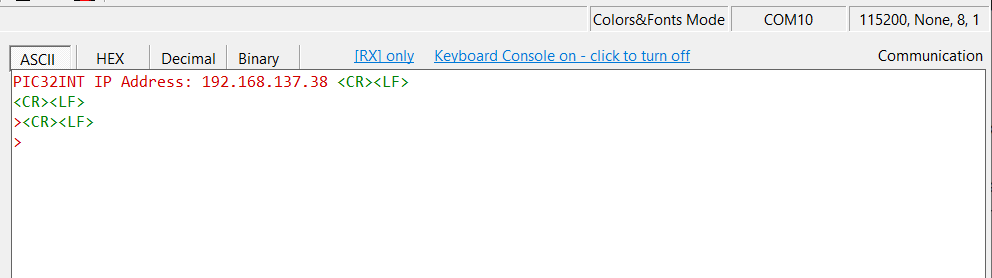 Colors&Fonts Mode COM10 115200, None, 8, 1
ASCII HEX Decimal Binary [RX] only Keyboard Console on - click to turn off Communication
PIC32INT IP Address: 192.168.137.38 <CR><LF>
<CR><LF>
><CR><LF>
>